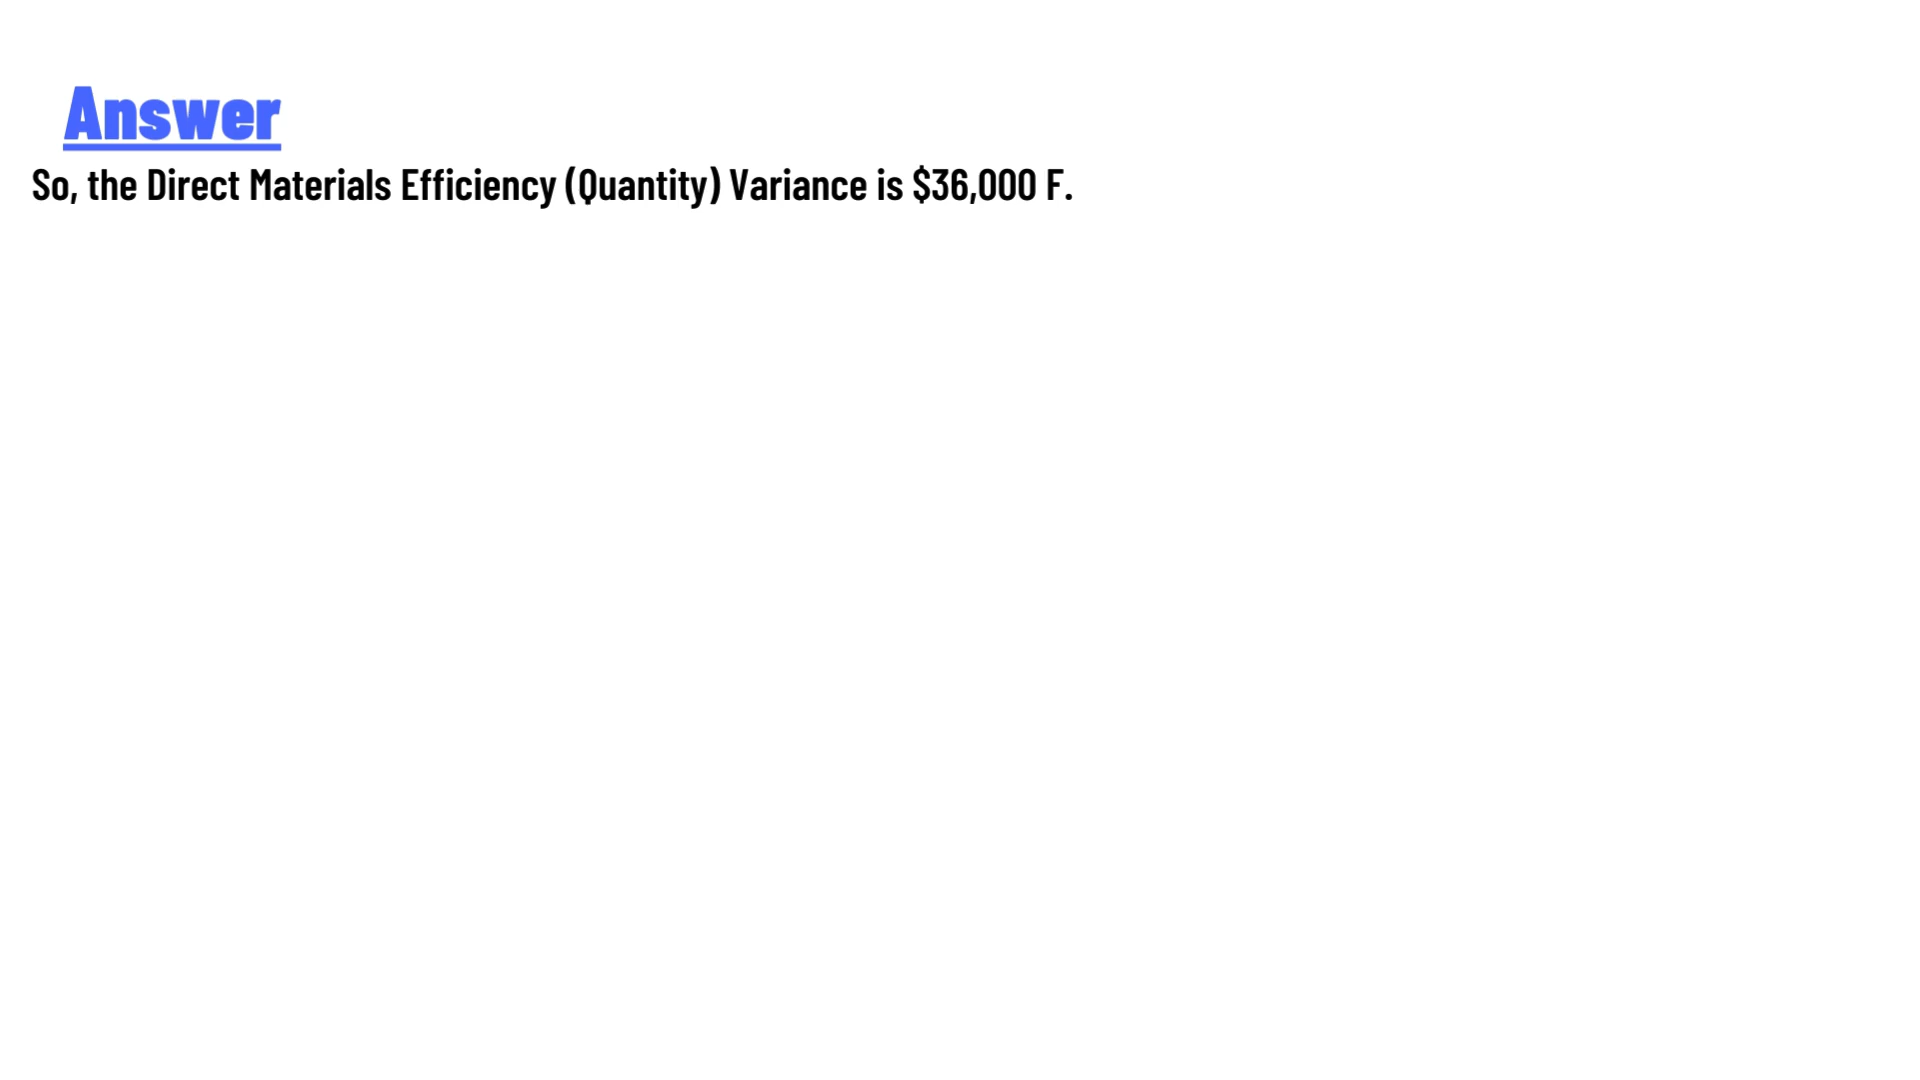 Answer
So, the Direct Materials Efficiency (Quantity) Variance is $36,000 F.